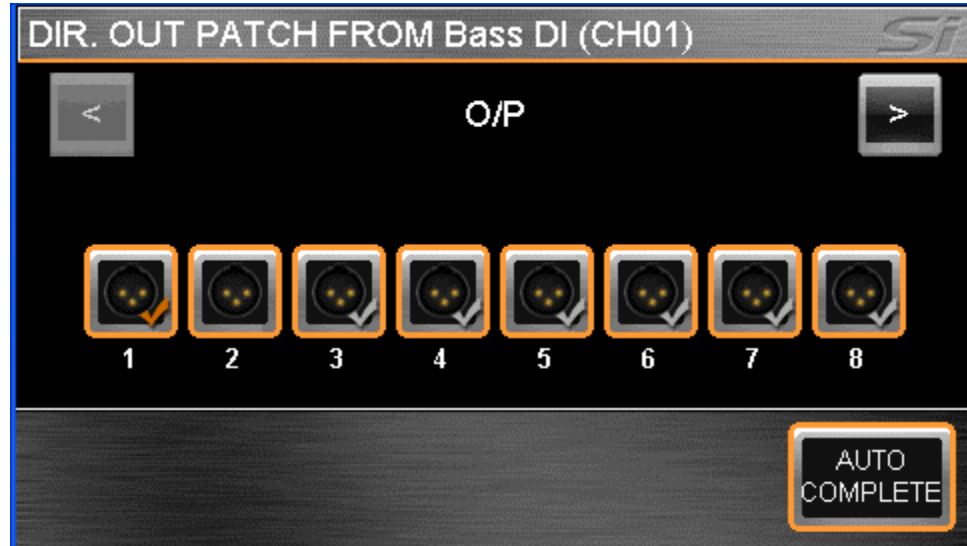 DIR. OUT PATCH FROM Bass DI (CH01)
Si
<
O/P
>
1 2 3 4 5 6 7 8
AUTO
COMPLETE